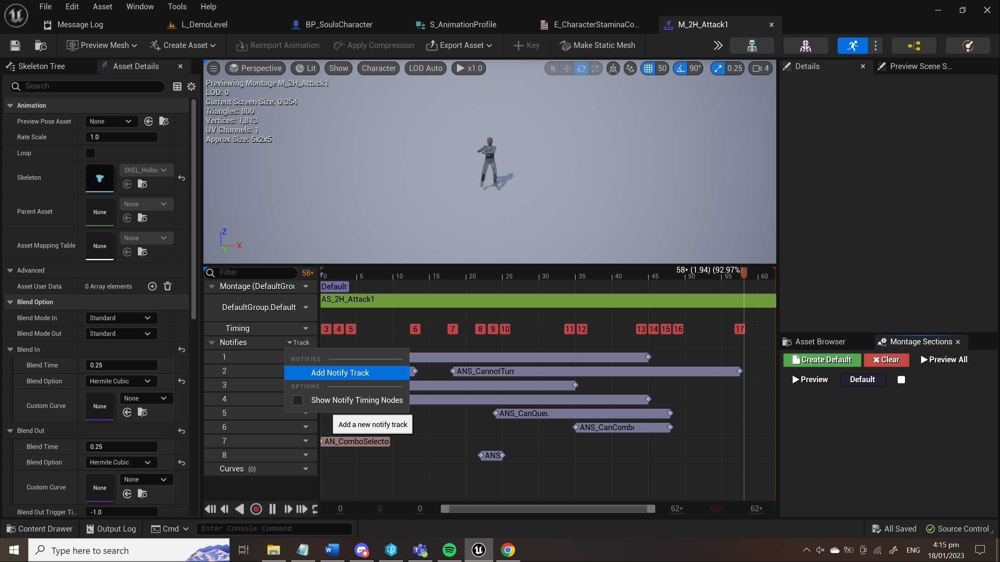 File Edit Asset Window Tools Help
Message Log L_DemoLevel BP_SoulsCharacter S_AnimationProfile E_CharacterStaminaCo... M_2H_Attack1
Preview Mesh Create Asset Reimport Animation Apply Compression Export Asset Key Make Static Mesh
Skeleton Tree Asset Details
Search
Animation
Preview Pose Asset None
Rate Scale 1.0
Loop
Skeleton SKEL_Hollo
Parent Asset None None
Asset Mapping Table None None
Advanced
Asset User Data 0 Array elements
Blend Option
Blend Mode In Standard
Blend Mode Out Standard
Blend In
Blend Time 0.25
Blend Option Hermite Cubic
Custom Curve None None
Blend Out
Blend Time 0.25
Blend Option Hermite Cubic
Custom Curve None None
Blend Out Trigger Ti... -1.0
Perspective Lit Show Character LOD Auto x1.0 50 90° 0.25 4
Previewing Montage M_2H_Attack1
LOD: 0
Current Screen Size: 0.354
Triangles: 800
Vertices: 1,813
UV Channels: 1
Approx Size: 5x2x5
Z
X
Y
Filter 58*
58* (1.94) (92.97%)
0 5 10 15 20 25 30 35 40 45 50 55 60
Montage (DefaultGrou Default
AS_2H_Attack1
DefaultGroup.Default
Timing 3 4 5 6 7 8 9 10 11 12 13 14 15 16 17
Notifies Track
1
2 ANS_CannotTurn
3
4
5 ANS_CanQueu
6 ANS_CanCombo
7 AN_ComboSelector
8 ANS
Curves (0)
NOTIFIES
Add Notify Track
OPTIONS
Show Notify Timing Nodes
Add a new notify track
0 0 0 62* 62* 62*
Details Preview Scene S...
Asset Browser Montage Sections
Create Default Clear Preview All
Preview Default
Content Drawer Output Log Cmd Enter Console Command All Saved Source Control
Type here to search
ENG
4:15 pm
18/01/2023